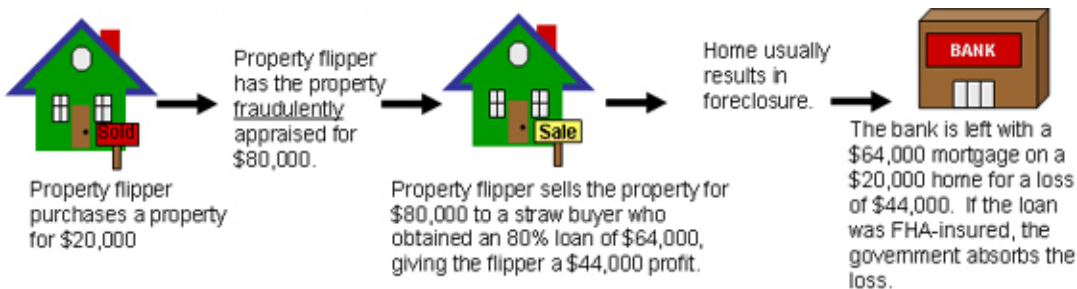 Sold
Property flipper
purchases a property
for $20,000
Property flipper
has the property
fraudulently
appraised for
$80,000.
Sale
Property flipper sells the property for
$80,000 to a straw buyer who
obtained an 80% loan of $64,000,
giving the flipper a $44,000 profit.
Home usually
results in
foreclosure.
BANK
The bank is left with a
$64,000 mortgage on a
$20,000 home for a loss
of $44,000. If the loan
was FHA-insured, the
government absorbs the
loss.